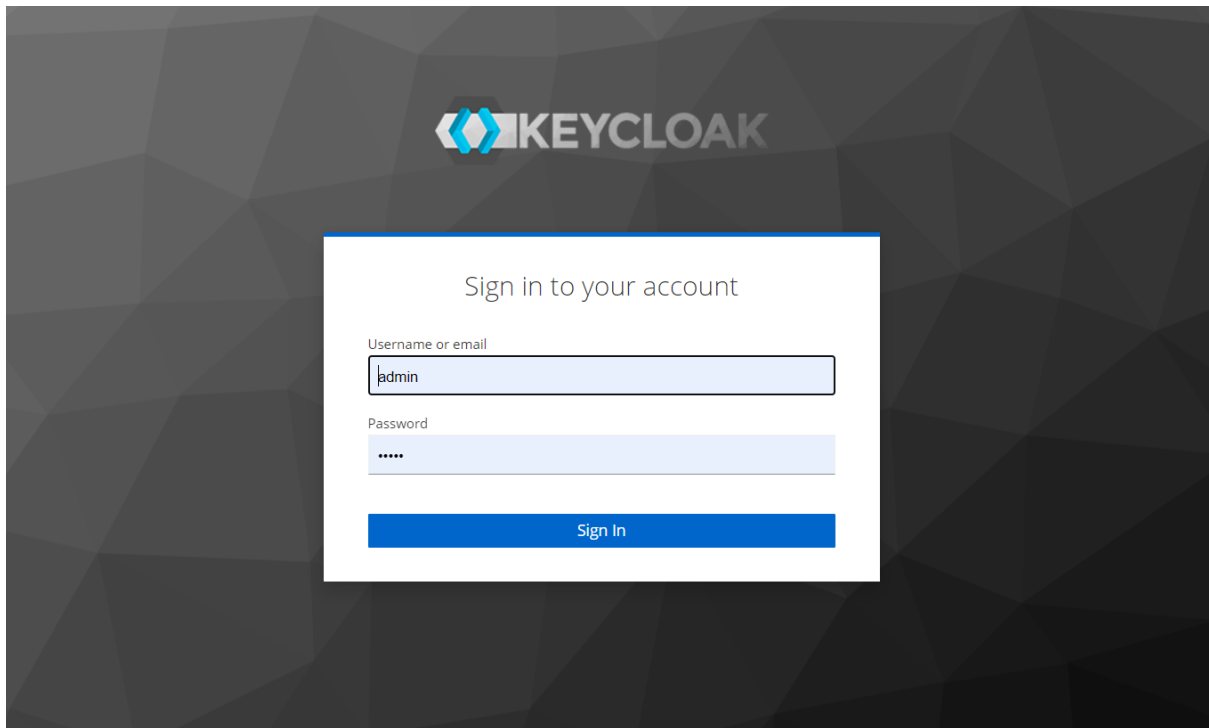 KEYCLOAK
Sign in to your account
Username or email
admin
Password
•••••
Sign In